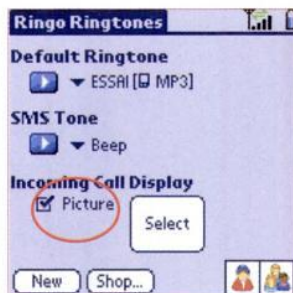 Ringo Ringtones
Default Ringtone
ESSAI [ MP3]
SMS Tone
Beep
Incoming Call Display
Picture
Select
New Shop...